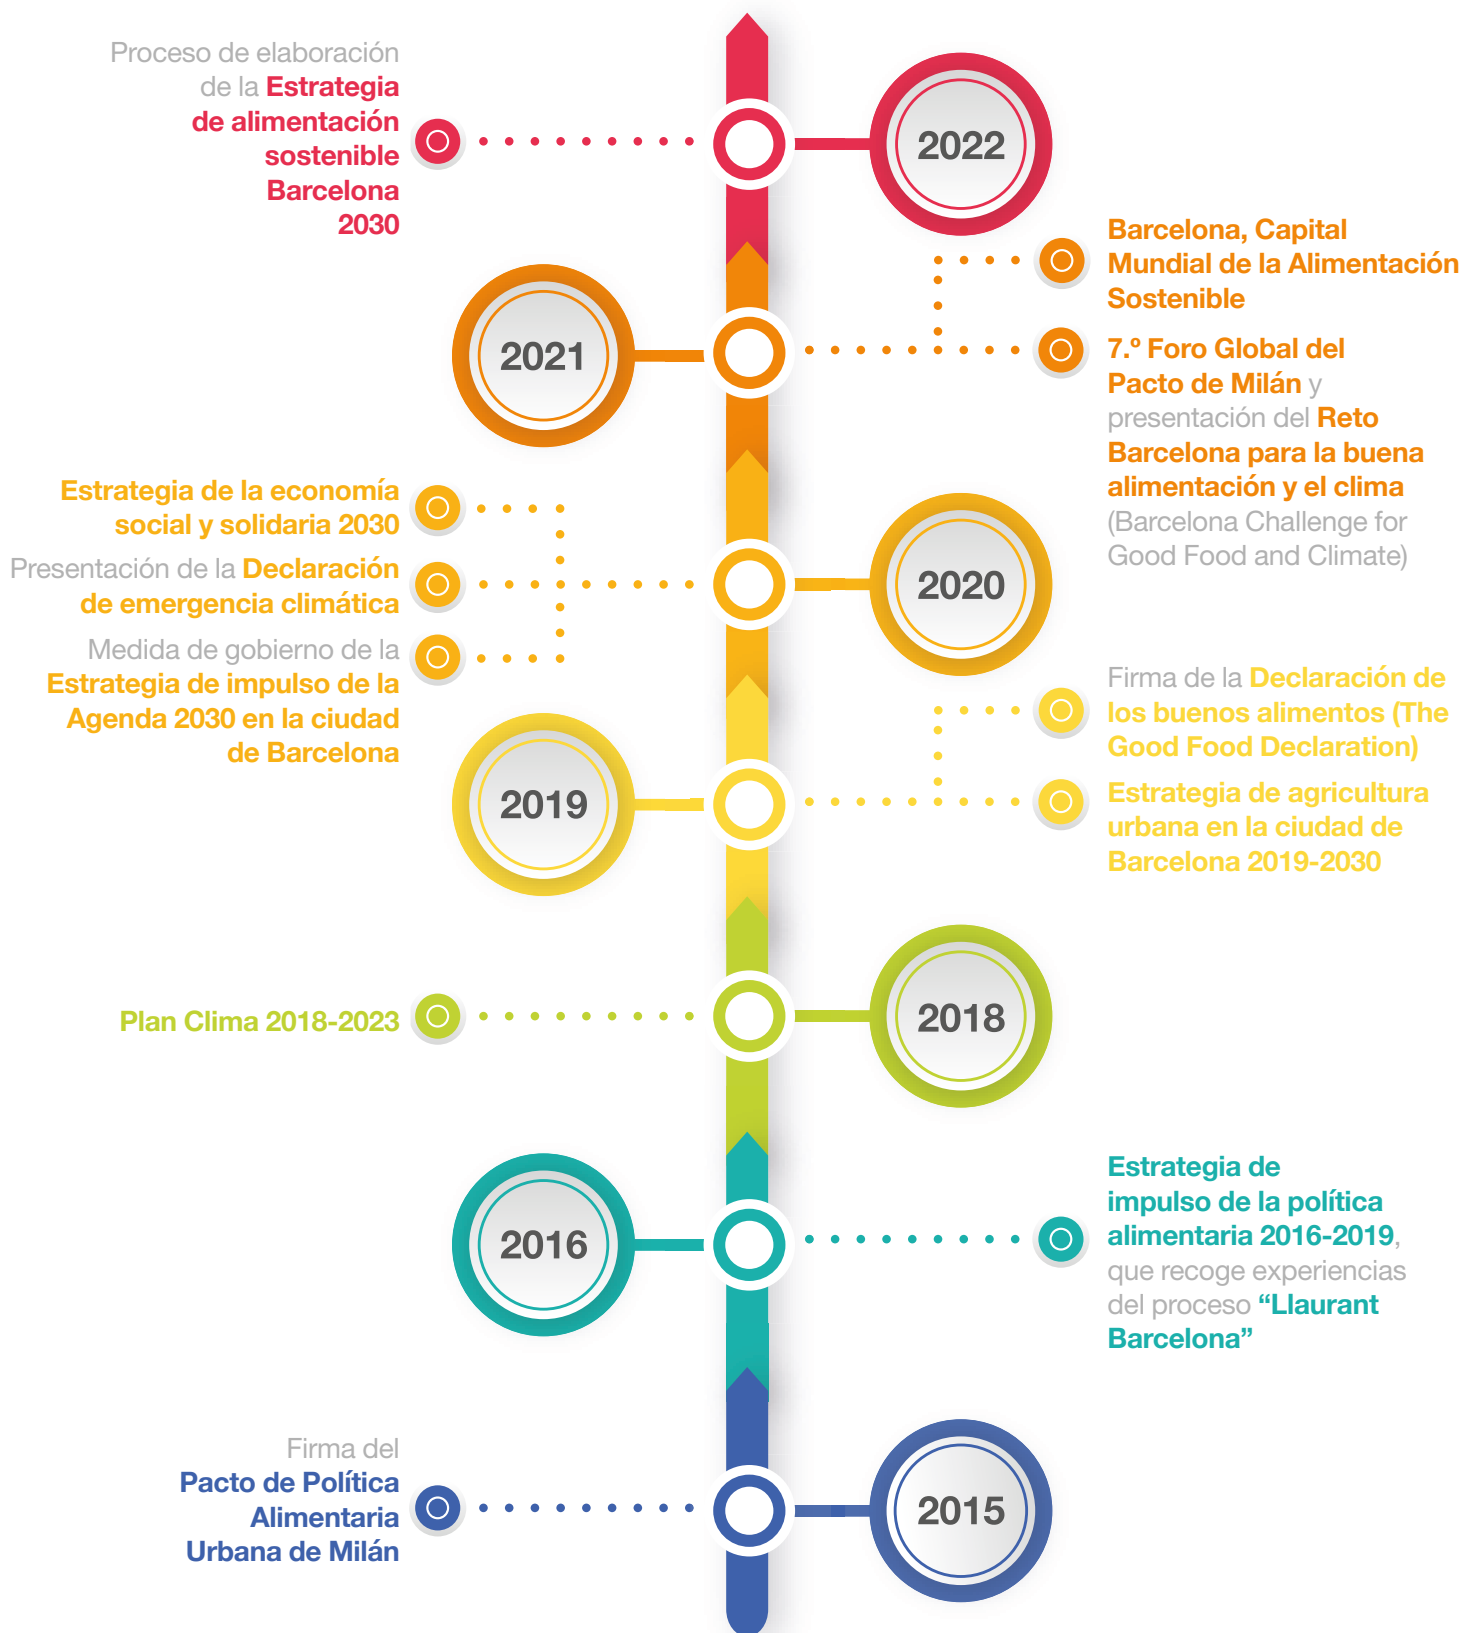 Proceso de elaboración
de la Estrategia
de alimentación
sostenible
Barcelona
2030
2022
Barcelona, Capital
Mundial de la Alimentación
Sostenible
7.º Foro Global del
Pacto de Milán y
presentación del Reto
Barcelona para la buena
alimentación y el clima
(Barcelona Challenge for
Good Food and Climate)
2021
Estrategia de la economía
social y solidaria 2030
Presentación de la Declaración
de emergencia climática
Medida de gobierno de la
Estrategia de impulso de la
Agenda 2030 en la ciudad
de Barcelona
2020
Firma de la Declaración de
los buenos alimentos (The
Good Food Declaration)
Estrategia de agricultura
urbana en la ciudad de
Barcelona 2019-2030
2019
Plan Clima 2018-2023
2018
Estrategia de
impulso de la política
alimentaria 2016-2019,
que recoge experiencias
del proceso “Llaurant
Barcelona”
2016
Firma del
Pacto de Política
Alimentaria
Urbana de Milán
2015